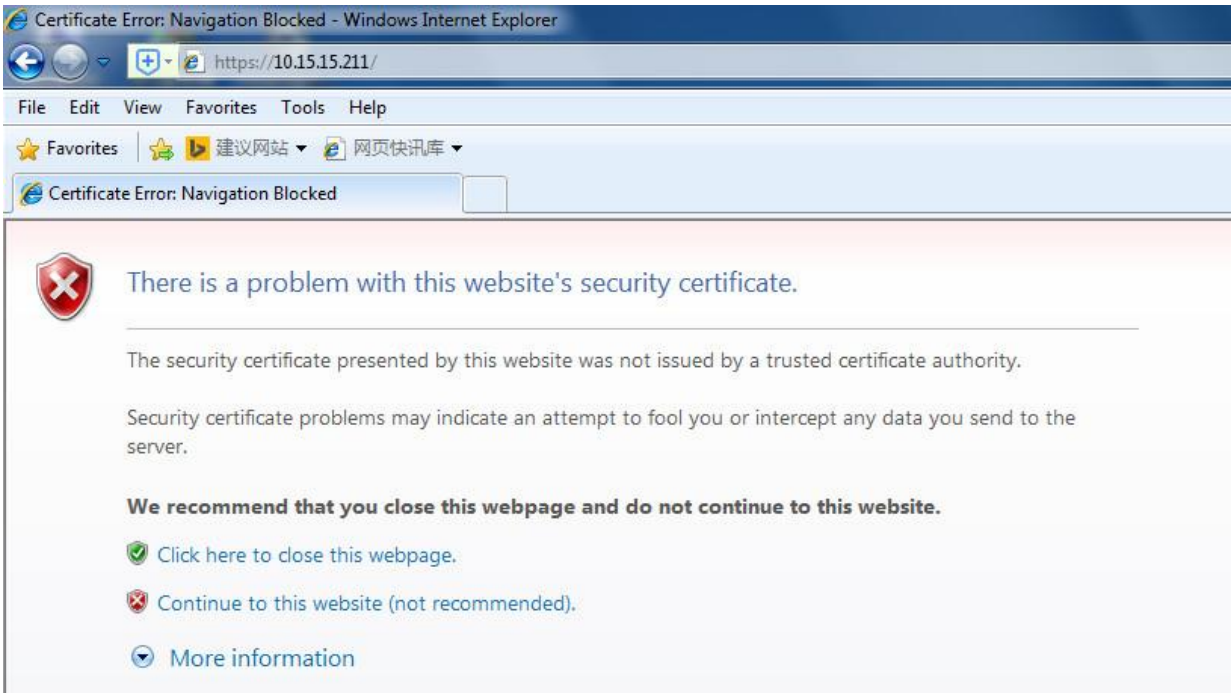 Certificate Error: Navigation Blocked - Windows Internet Explorer
https://10.15.15.211/
File Edit View Favorites Tools Help
Favorites 建议网站 网页快讯库
Certificate Error: Navigation Blocked
There is a problem with this website's security certificate.
The security certificate presented by this website was not issued by a trusted certificate authority.
Security certificate problems may indicate an attempt to fool you or intercept any data you send to the
server.
We recommend that you close this webpage and do not continue to this website.
Click here to close this webpage.
Continue to this website (not recommended).
More information